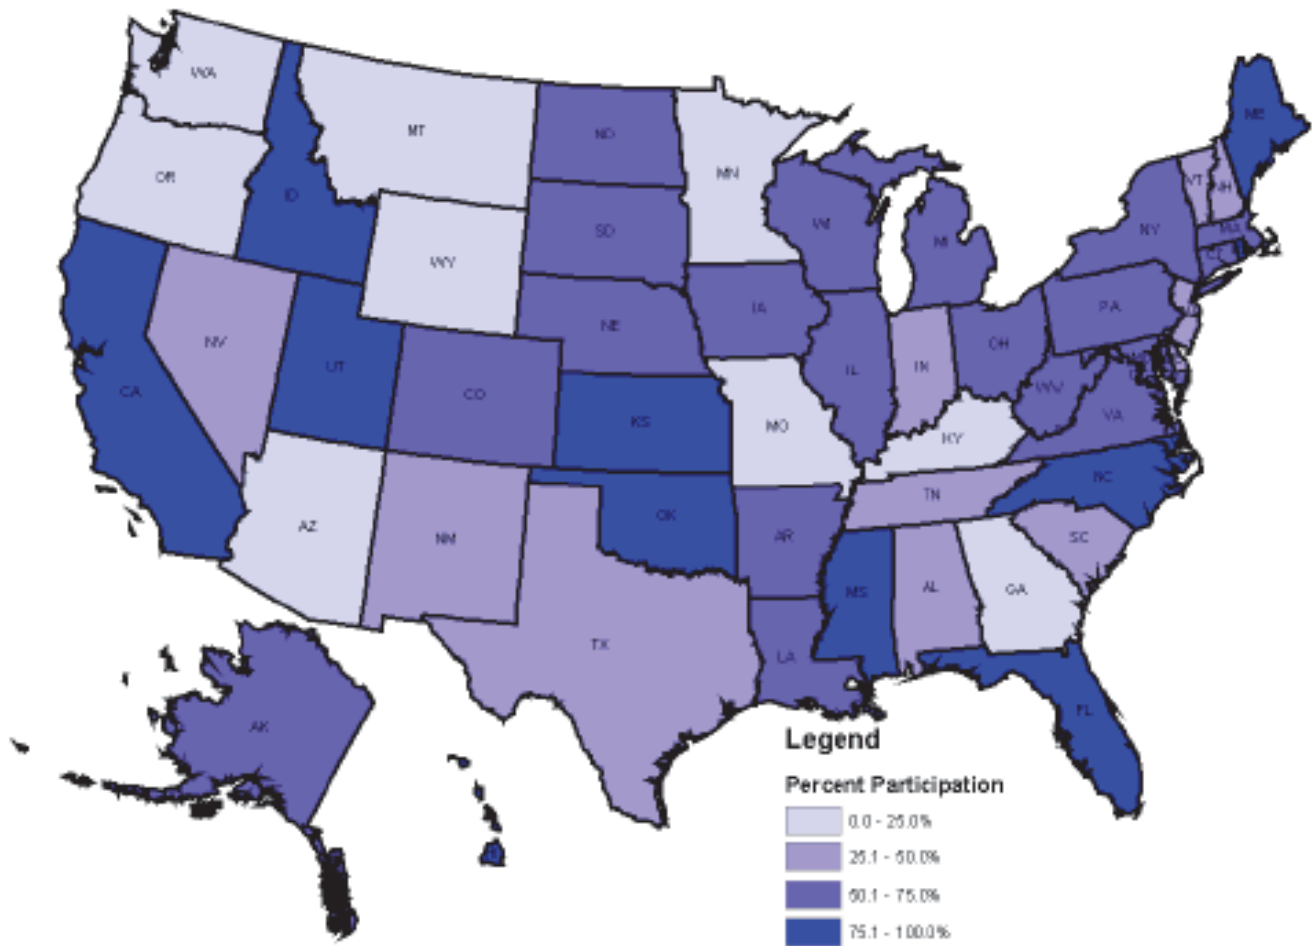 WA
MT
ND
MN
ME
OR
ID
SD
WI
MI
VT
NH
NY
MA
CT
WY
IA
NE
PA
NV
UT
CO
IL
IN
OH
WV
VA
CA
KS
MO
KY
NC
AZ
NM
OK
AR
TN
SC
MS
AL
GA
TX
LA
FL
AK
Legend
Percent Participation
0.0 - 25.0%
25.1 - 50.0%
50.1 - 75.0%
75.1 - 100.0%